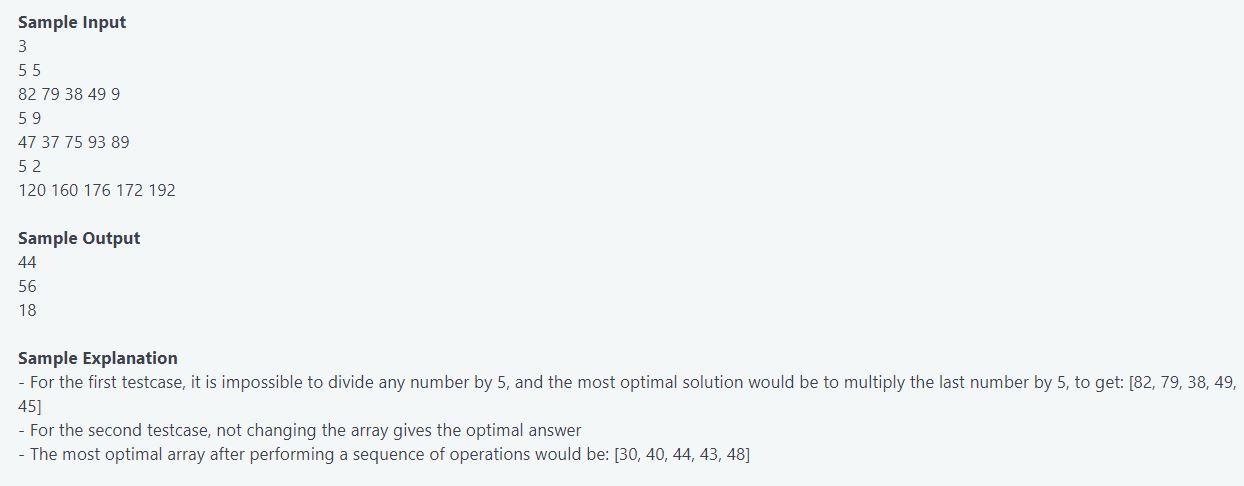 Sample Input
3
5 5
82 79 38 49 9
5 9
47 37 75 93 89
5 2
120 160 176 172 192
Sample Output
44
56
18
Sample Explanation
- For the first testcase, it is impossible to divide any number by 5, and the most optimal solution would be to multiply the last number by 5, to get: [82, 79, 38, 49,
45]
- For the second testcase, not changing the array gives the optimal answer
- The most optimal array after performing a sequence of operations would be: [30, 40, 44, 43, 48]